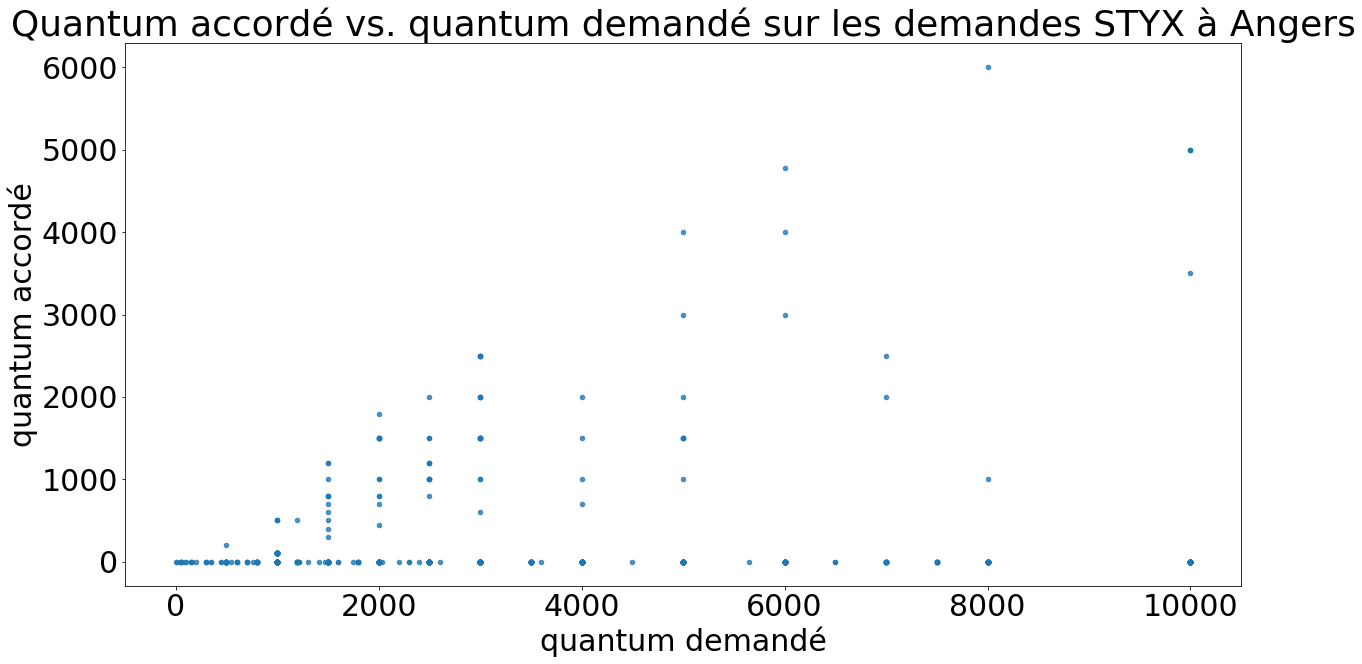 Quantum accordé vs. quantum demandé sur les demandes STYX à Angers
6000
5000
4000
3000
2000
1000
0
quantum accordé
0 2000 4000 6000 8000 10000
quantum demandé